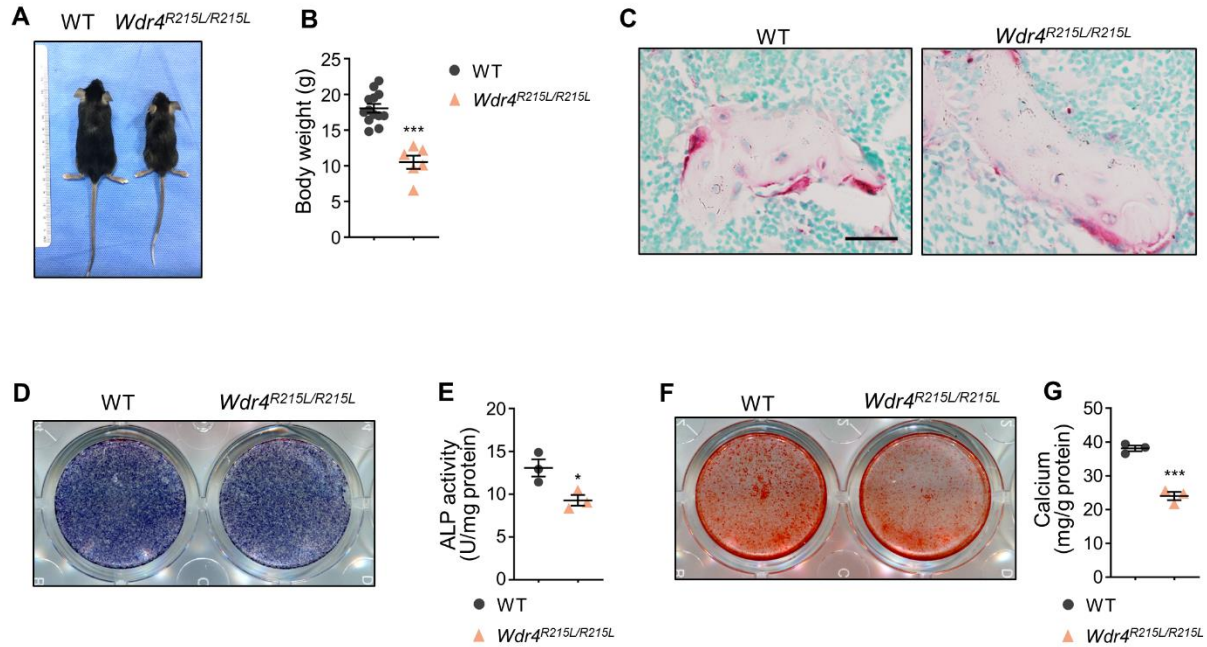 A
WT Wdr4R215L/R215L
B
Body weight (g)
25
20
15
10
5
0
***
WT
Wdr4R215L/R215L
C
WT
Wdr4R215L/R215L
D
WT
Wdr4R215L/R215L
E
ALP activity
(U/mg protein)
20
15
10
5
0
*
WT
Wdr4R215L/R215L
F
WT
Wdr4R215L/R215L
G
Calcium
(mg/g protein)
50
40
30
20
10
0
***
WT
Wdr4R215L/R215L